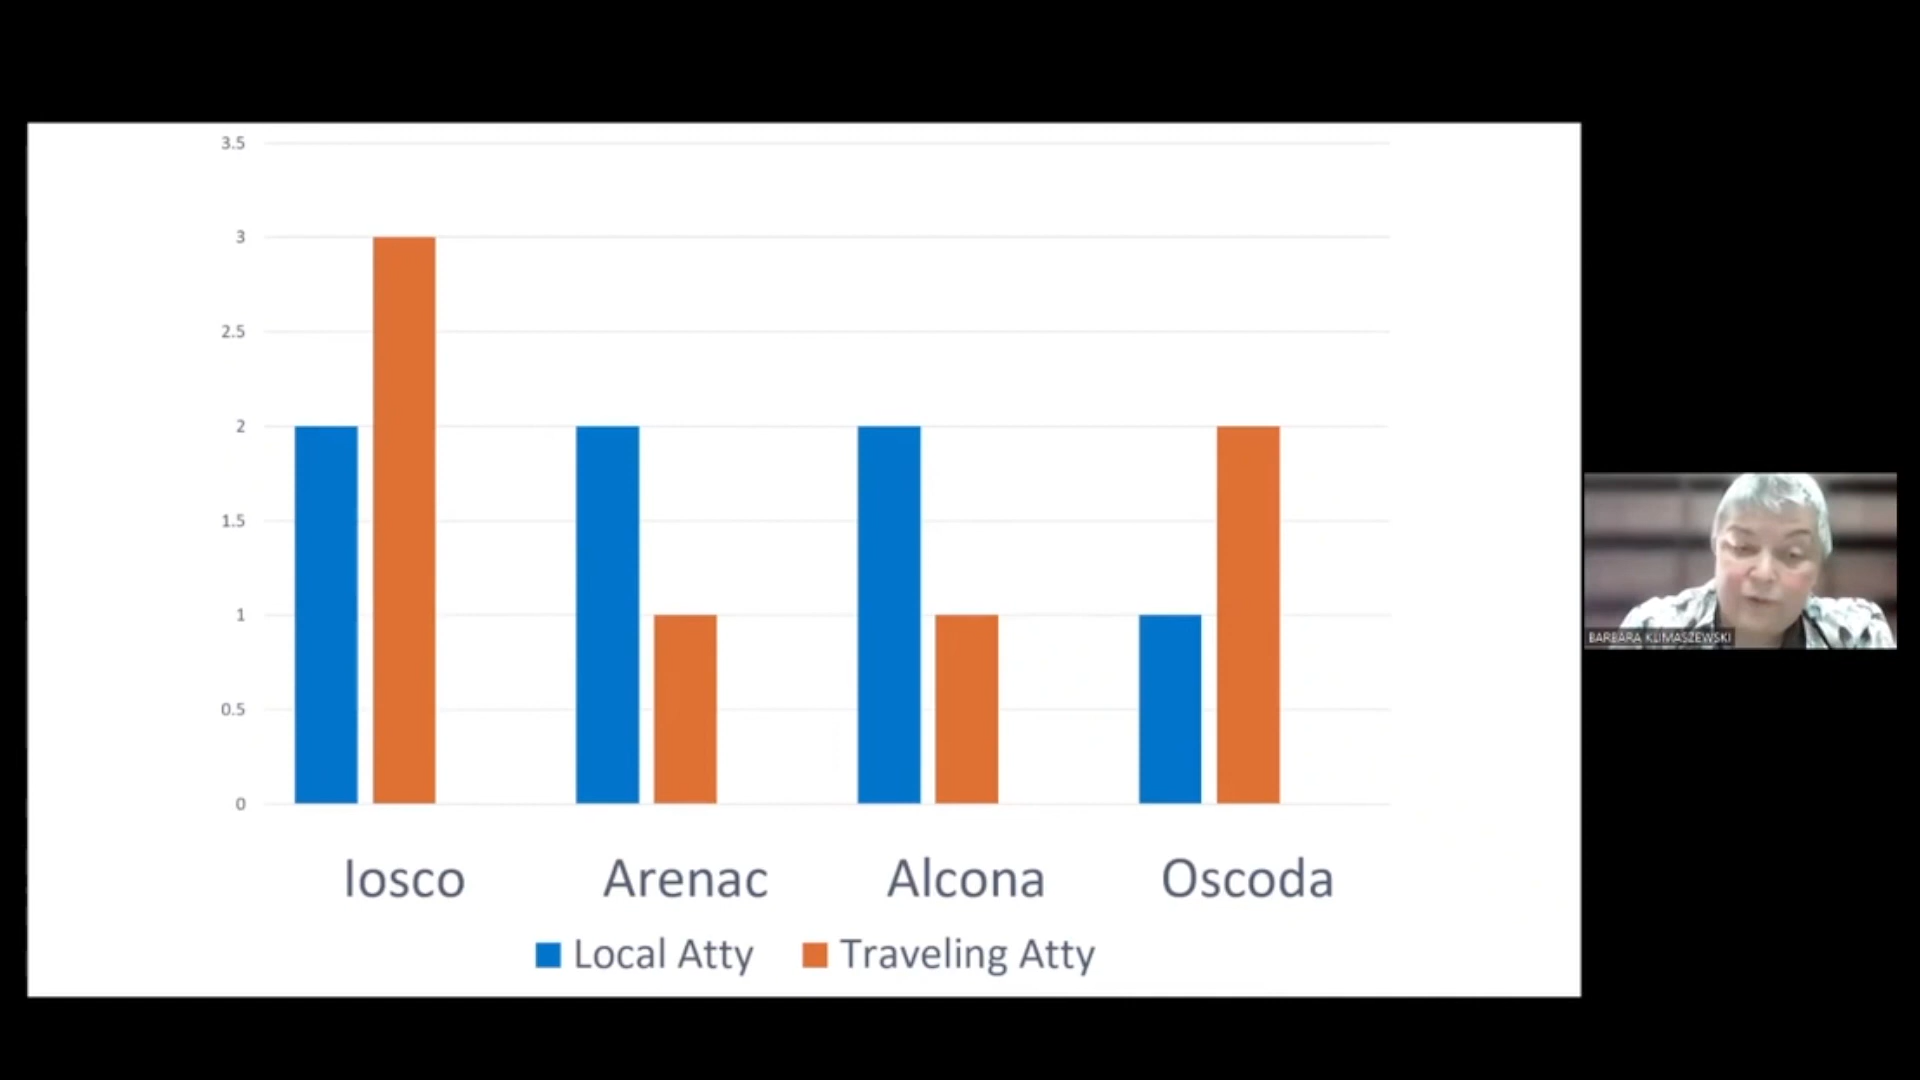 3.5
3
2.5
2
1.5
1
0.5
0
Iosco Arenac Alcona Oscoda
Local Atty Traveling Atty
BARBARA KLIMASZEWSKI